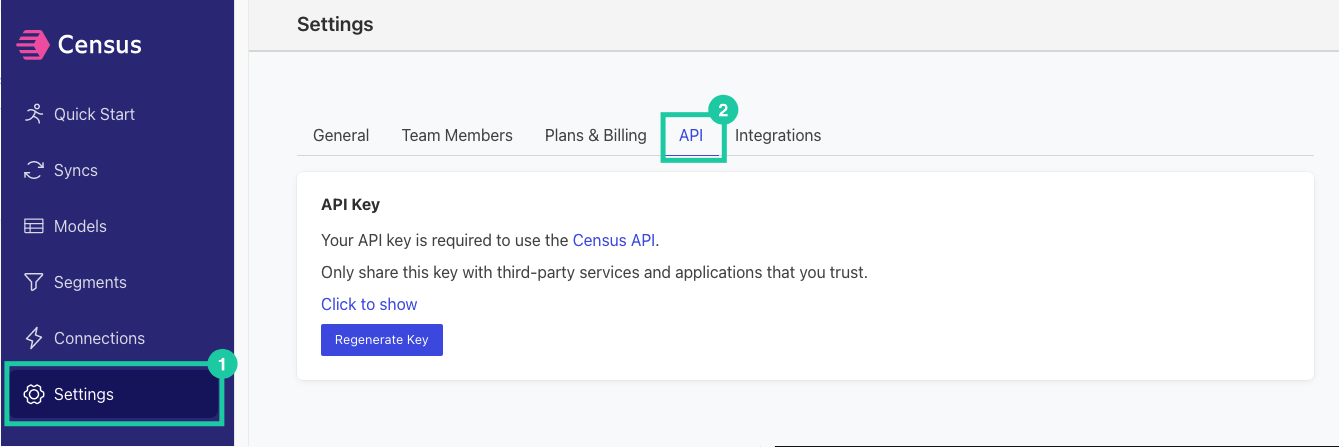 Census
Quick Start
Syncs
Models
Segments
Connections
1
Settings
Settings
2
General Team Members Plans & Billing API Integrations
API Key
Your API key is required to use the Census API.
Only share this key with third-party services and applications that you trust.
Click to show
Regenerate Key